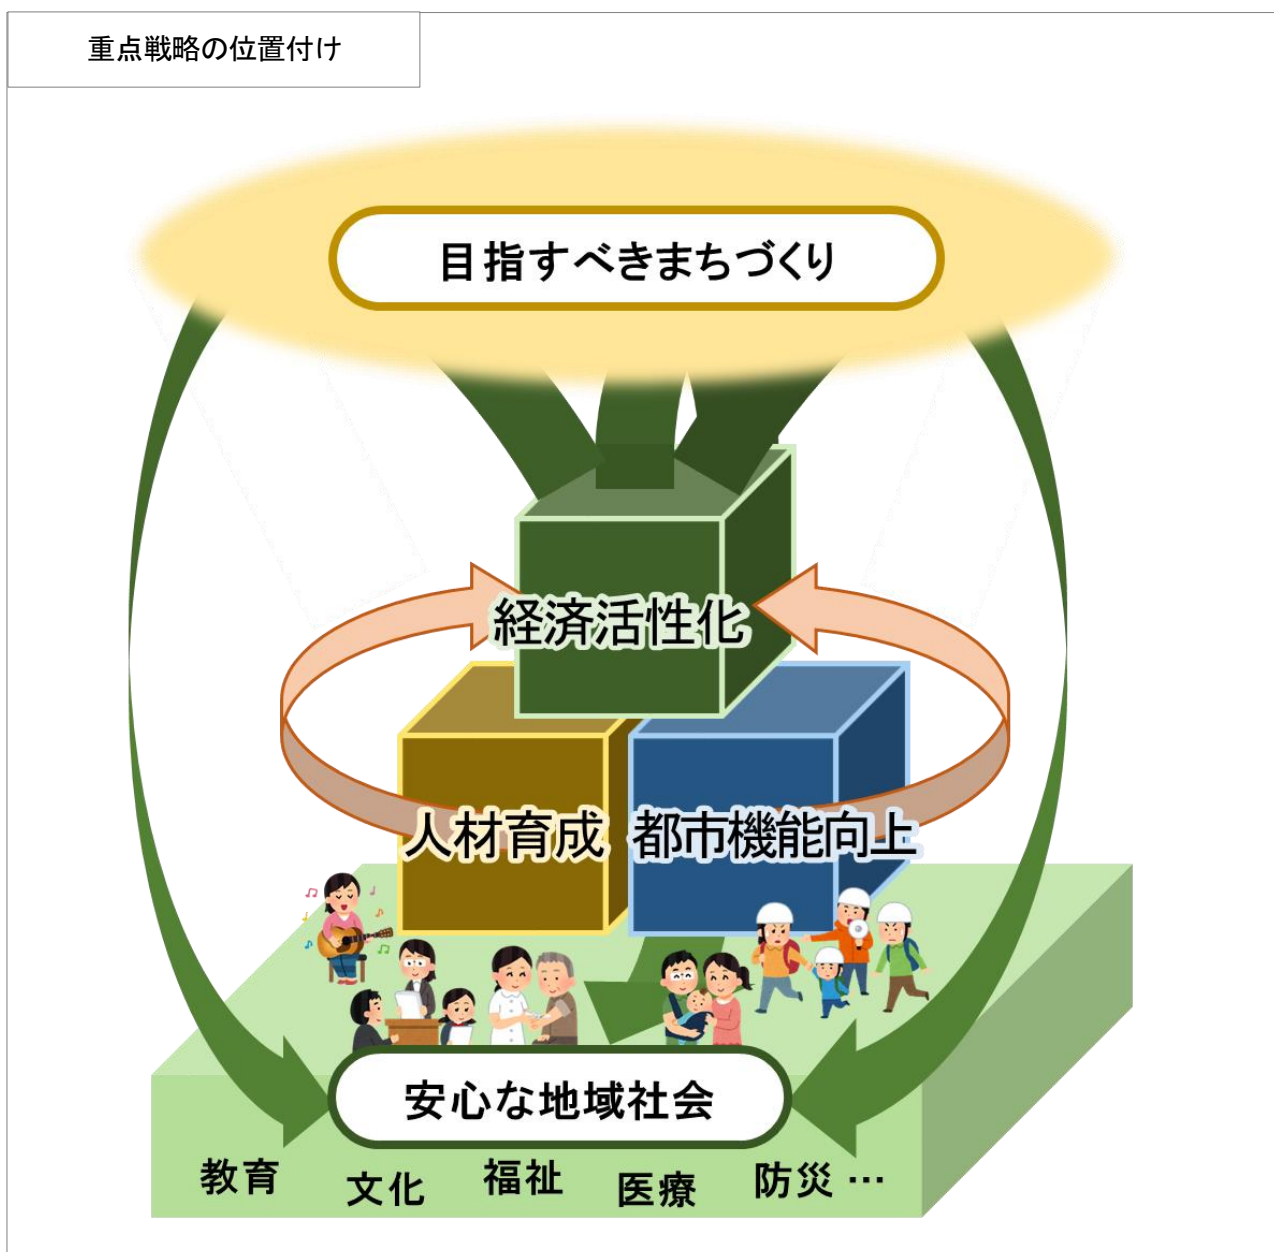 重点戦略の位置付け
目指すべきまちづくり
経済活性化
人材育成
都市機能向上
安心な地域社会
教育
文化
福祉
医療
防災…